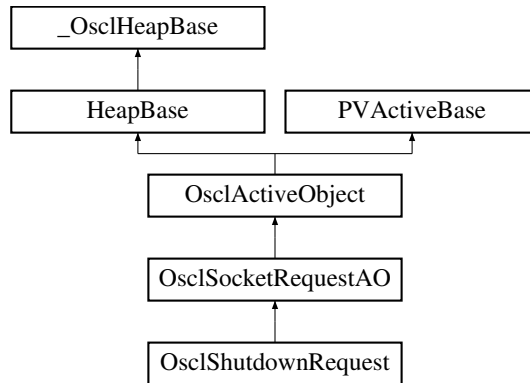 _OsclHeapBase
HeapBase
PVActiveBase
OsclActiveObject
OsclSocketRequestAO
OsclShutdownRequest